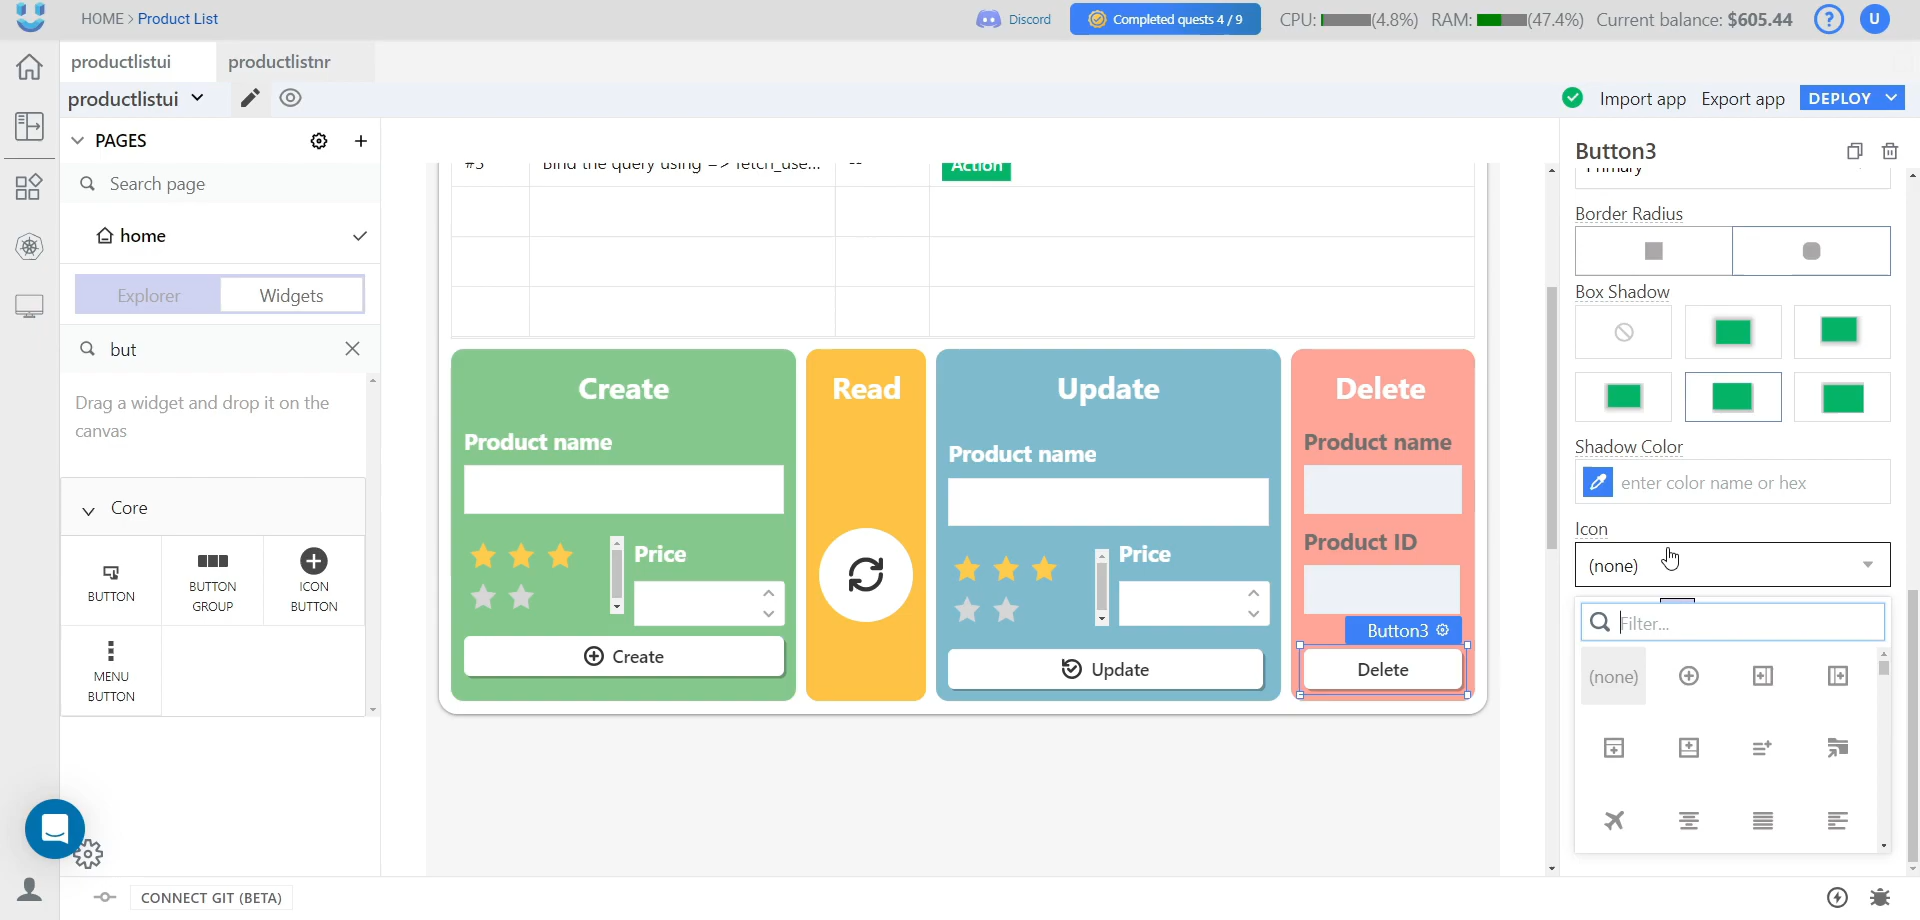 HOME > Product List
Discord
Completed quests 4 / 9
CPU: (4.8%) RAM: (47.4%) Current balance: $605.44
?
U
productlistui
productlistnr
productlistui
Import app
Export app
DEPLOY
PAGES
Search page
home
Explorer
Widgets
but
Drag a widget and drop it on the
canvas
Core
BUTTON
BUTTON
GROUP
ICON
BUTTON
MENU
BUTTON
CONNECT GIT (BETA)
Action
Create
Product name
Price
Create
Read
Update
Product name
Price
Update
Delete
Product name
Product ID
Button3
Delete
Button3
Primary
Border Radius
Box Shadow
Shadow Color
enter color name or hex
Icon
(none)
Filter...
(none)